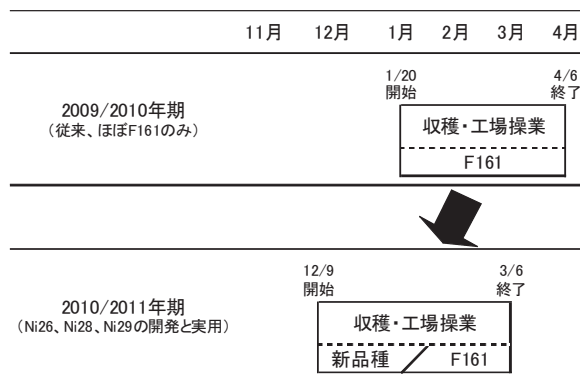 11月 12月 1月 2月 3月 4月
1/20
開始
4/6
終了
2009/2010年期
（従来、ほぼF161のみ）
収穫・工場操業
F161
12/9
開始
3/6
終了
2010/2011年期
（Ni26、Ni28、Ni29の開発と実用）
収穫・工場操業
新品種 F161